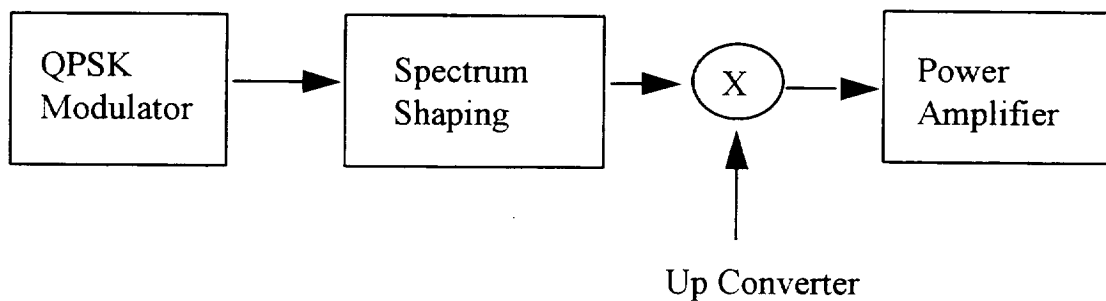 QPSK
Modulator
Spectrum
Shaping
X
Power
Amplifier
Up Converter